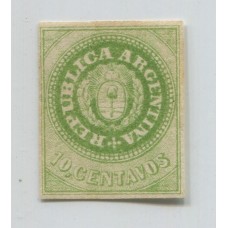 REPUBLICA ARGENTINA
10, CENTAVOS